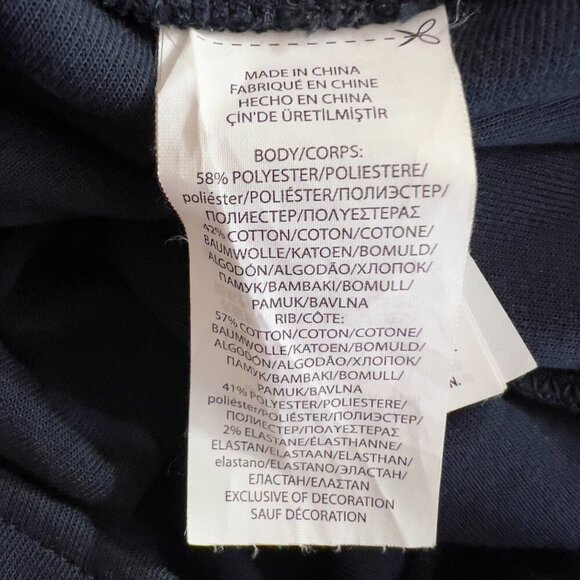 MADE IN CHINA
FABRIQUÉ EN CHINE
HECHO EN CHINA
ÇİN'DE ÜRETİLMİŞTİR
BODY/CORPS:
58% POLYESTER/POLIESTERE/
poliéster/POLIÉSTER/ПОЛИЭСТЕР/
ПОЛИЕСТЕР/ΠΟΛΥΕΣΤΕΡΑΣ
42% COTTON/COTON/COTONE/
BAUMWOLLE/KATOEN/BOMULD/
ALGODÓN/ALGODÃO/ХЛОПОК/
ПАМУК/ΒΑΜΒΑΚΙ/BOMULL/
PAMUK/BAVLNA
RIB/CÔTE:
57% COTTON/COTON/COTONE/
BAUMWOLLE/KATOEN/BOMULD/
ALGODÓN/ALGODÃO/ХЛОПОК/
ПАМУК/ΒΑΜΒΑΚΙ/BOMULL/
PAMUK/BAVLNA
41% POLYESTER/POLIESTERE/
poliéster/POLIÉSTER/ПОЛИЭСТЕР/
ПОЛИЕСТЕР/ΠΟΛΥΕΣΤΕΡΑΣ
2% ELASTANE/ÉLASTHANNE/
ELASTAN/ELASTAAN/ELASTHAN/
elastano/ELASTANO/ЭЛАСТАН/
ЕЛАСТАН/ΕΛΑΣΤΑΝ
EXCLUSIVE OF DECORATION
SAUF DÉCORATION